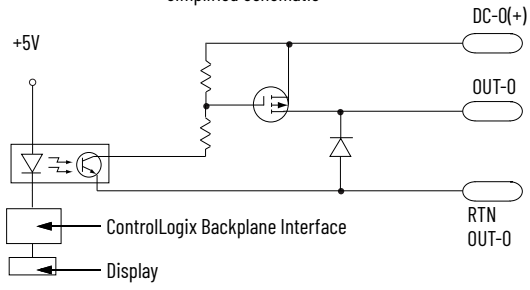 Simplified schematic
+5V
DC-0(+)
OUT-0
RTN
OUT-0
ControlLogix Backplane Interface
Display